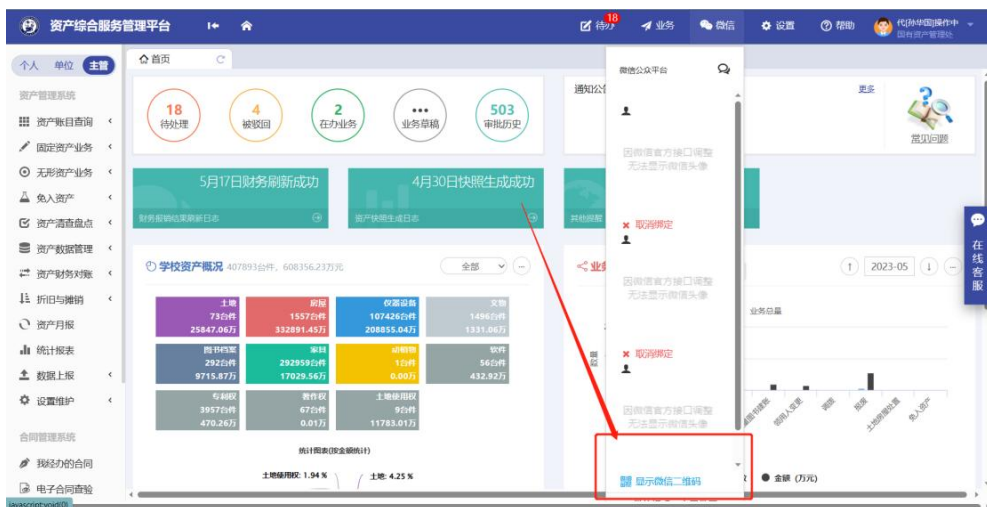 资产综合服务管理平台
18
待办
业务
微信
设置
帮助
代[孙华国]操作中
国有资产管理处
个人 单位 主管
资产管理系统
资产账目查询
固定资产业务
无形资产业务
免入资产
资产清查盘点
资产数据管理
资产财务对账
折旧与摊销
资产月报
统计报表
数据上报
设置维护
合同管理系统
我经办的合同
电子合同查验
javascript:void(0)
首页
18
待处理
4
被驳回
2
在办业务
业务草稿
503
审批历史
通知公告
更多
常见问题
5月17日财务刷新成功
财务报销结果刷新日志
4月30日快照生成成功
资产快照生成日志
其他提醒
学校资产概况 407893台件, 608356.23万元
全部
土地
73台件
25847.06万
房屋
1557台件
332891.45万
仪器设备
107426台件
208855.04万
文物
1496台件
1331.06万
图书档案
292台件
9715.87万
家具
292959台件
17029.56万
动植物
1台件
0.00万
软件
56台件
432.92万
专利权
3957台件
470.26万
著作权
67台件
0.01万
土地使用权
9台件
11783.01万
统计图表(按金额统计)
土地使用权: 1.94 %
土地: 4.25 %
微信公众平台
因微信官方接口调整
无法显示微信头像
取消绑定
因微信官方接口调整
无法显示微信头像
取消绑定
因微信官方接口调整
无法显示微信头像
显示微信二维码
2023-05
业务总量
领用人变更
调拨
报废
土地房屋处置
免入资产
金额 (万元)
在线客服